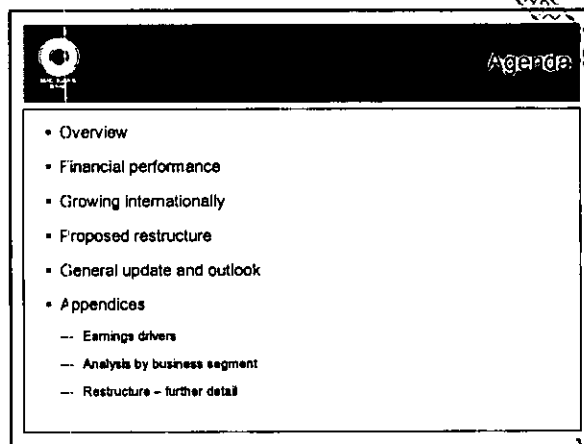 Agenda
• Overview
• Financial performance
• Growing internationally
• Proposed restructure
• General update and outlook
• Appendices
— Earnings drivers
— Analysis by business segment
— Restructure – further detail